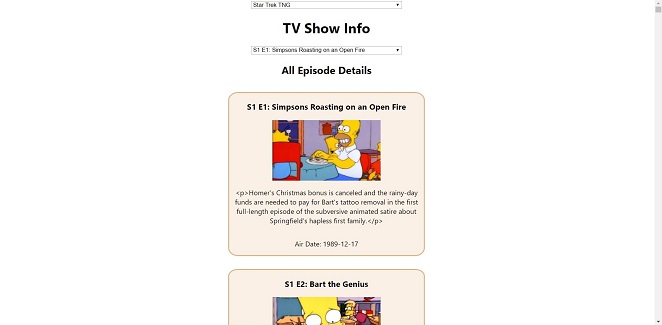 Star Trek TNG
TV Show Info
S1 E1: Simpsons Roasting on an Open Fire
All Episode Details
S1 E1: Simpsons Roasting on an Open Fire
<p>Homer's Christmas bonus is canceled and the rainy-day
funds are needed to pay for Bart's tattoo removal in the first
full-length episode of the subversive animated satire about
Springfield's hapless first family.</p>
Air Date: 1989-12-17
S1 E2: Bart the Genius